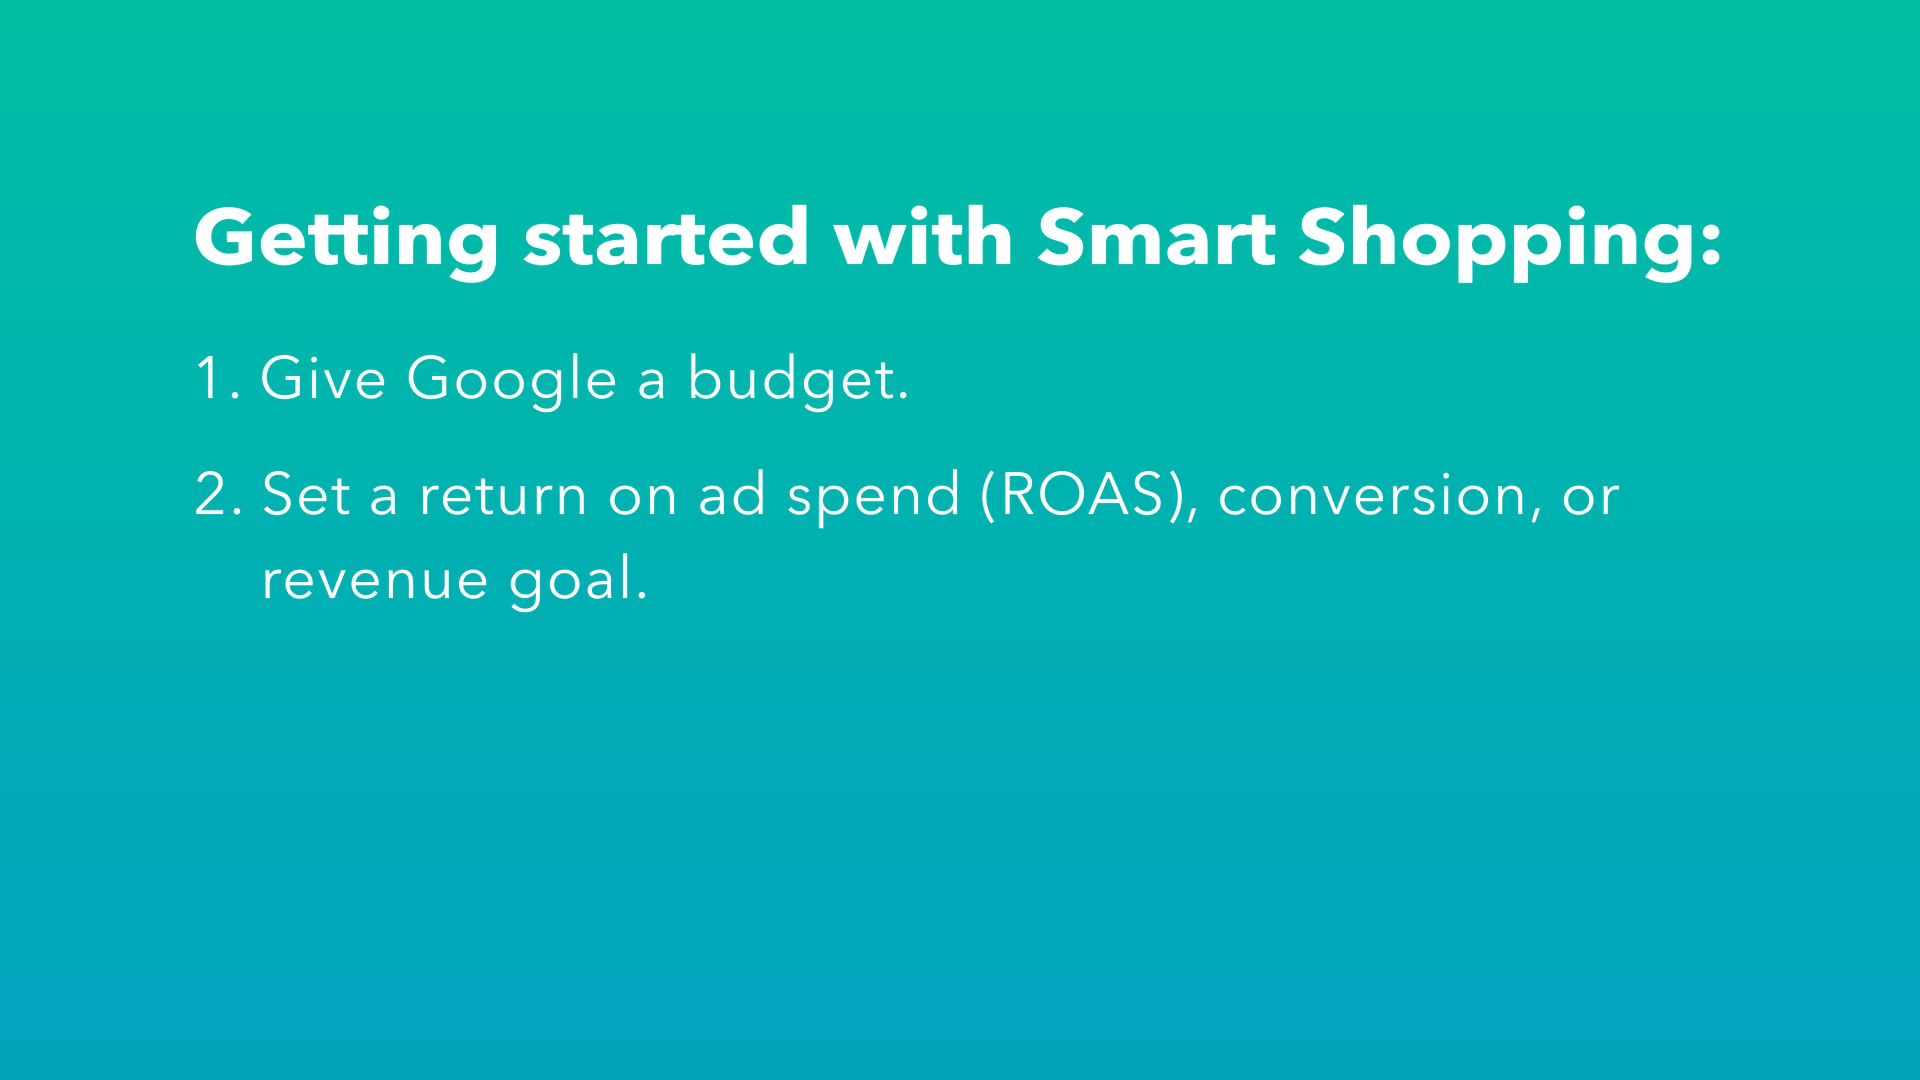 Getting started with Smart Shopping:
1. Give Google a budget.
2. Set a return on ad spend (ROAS), conversion, or
revenue goal.